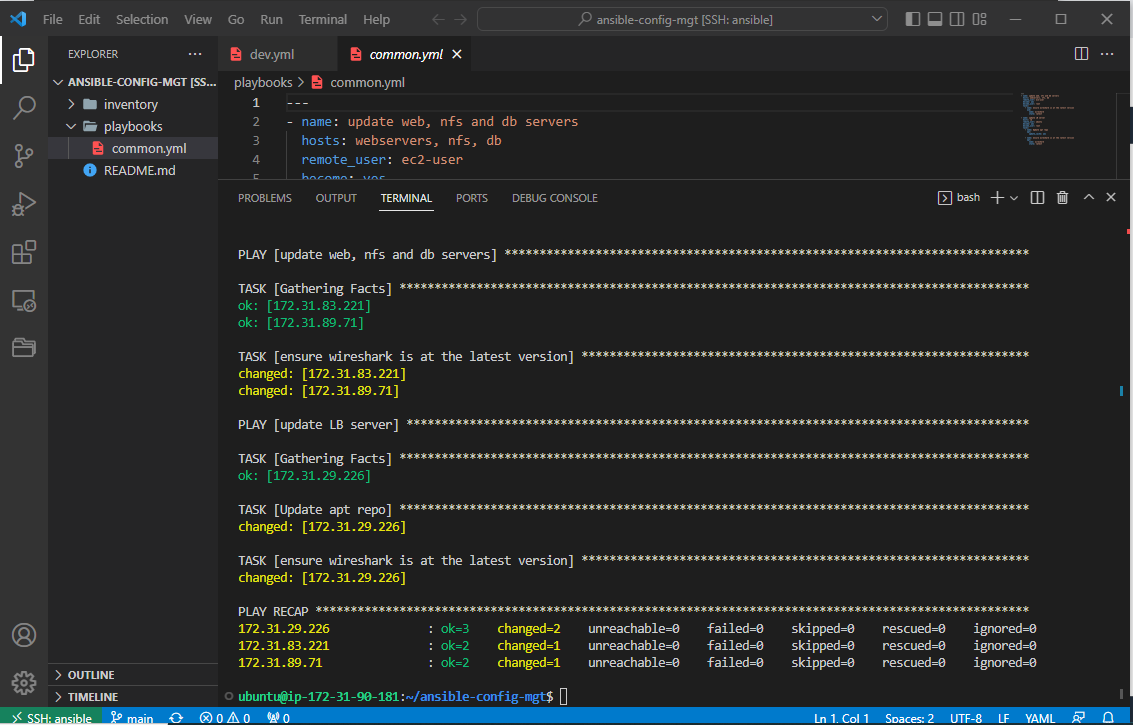 File Edit Selection View Go Run Terminal Help ansible-config-mgt [SSH: ansible]
EXPLORER
ANSIBLE-CONFIG-MGT [SS...
inventory
playbooks
common.yml
README.md
OUTLINE
TIMELINE
dev.yml common.yml
playbooks > common.yml
1 ---
2 - name: update web, nfs and db servers
3 hosts: webservers, nfs, db
4 remote_user: ec2-user
5 become: yes
PROBLEMS OUTPUT TERMINAL PORTS DEBUG CONSOLE bash
PLAY [update web, nfs and db servers] ***************************************************************************
TASK [Gathering Facts] ******************************************************************************************
ok: [172.31.83.221]
ok: [172.31.89.71]
TASK [ensure wireshark is at the latest version] ****************************************************************
changed: [172.31.83.221]
changed: [172.31.89.71]
PLAY [update LB server] *****************************************************************************************
TASK [Gathering Facts] ******************************************************************************************
ok: [172.31.29.226]
TASK [Update apt repo] ******************************************************************************************
changed: [172.31.29.226]
TASK [ensure wireshark is at the latest version] ****************************************************************
changed: [172.31.29.226]
PLAY RECAP ******************************************************************************************************
172.31.29.226 : ok=3 changed=2 unreachable=0 failed=0 skipped=0 rescued=0 ignored=0
172.31.83.221 : ok=2 changed=1 unreachable=0 failed=0 skipped=0 rescued=0 ignored=0
172.31.89.71 : ok=2 changed=1 unreachable=0 failed=0 skipped=0 rescued=0 ignored=0
ubuntu@ip-172-31-90-181:~/ansible-config-mgt$
SSH: ansible main 0 0 0 Ln 1, Col 1 Spaces: 2 UTF-8 LF YAML